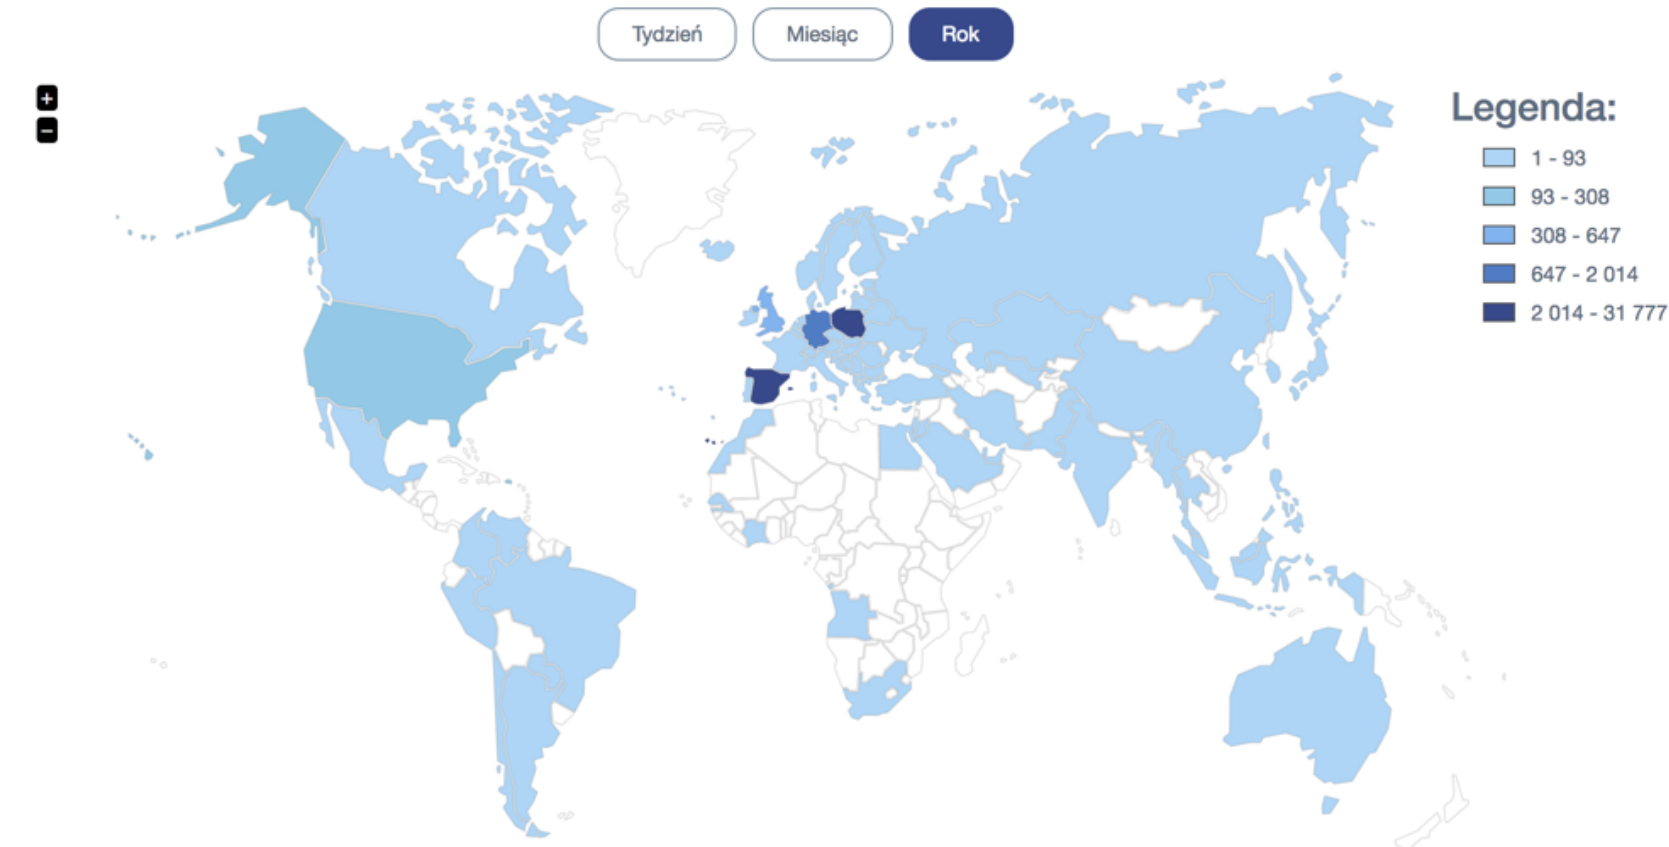 Tydzień
Miesiąc
Rok
+
−
Legenda:
1 - 93
93 - 308
308 - 647
647 - 2 014
2 014 - 31 777